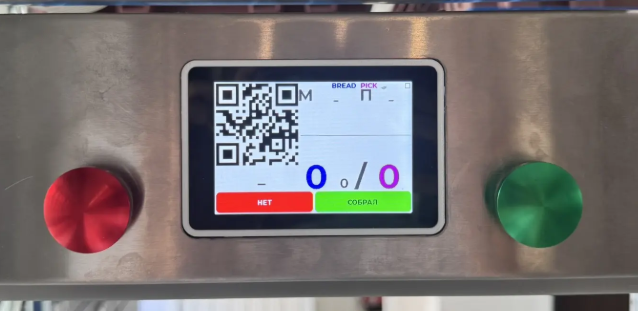 BREAD PICK
М - П -
- 0 0 / 0
НЕТ СОБРАЛ